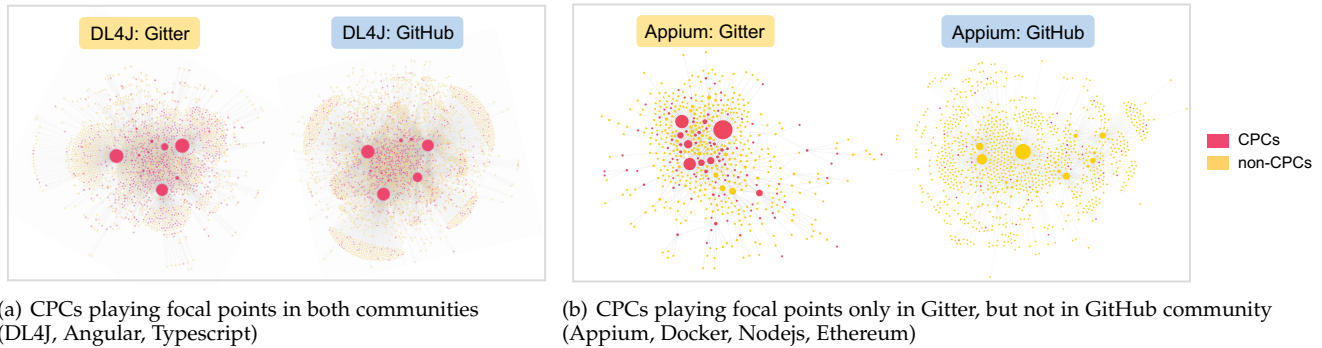 DL4J: Gitter
DL4J: GitHub
Appium: Gitter
Appium: GitHub
CPCs
non-CPCs
(a) CPCs playing focal points in both communities
(DL4J, Angular, Typescript)
(b) CPCs playing focal points only in Gitter, but not in GitHub community
(Appium, Docker, Nodejs, Ethereum)